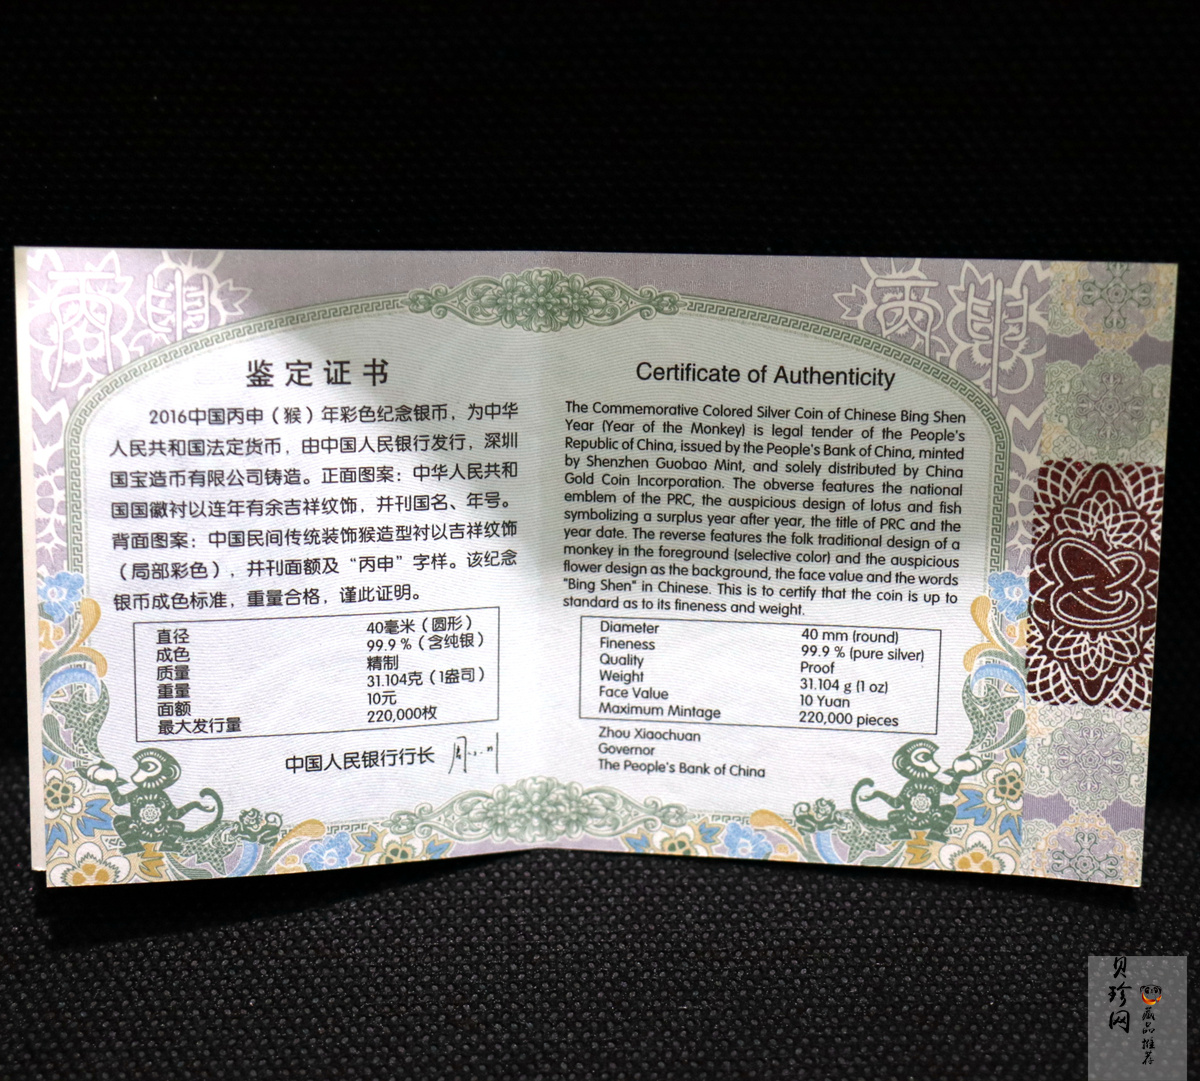 丙申
丙申
鉴定证书
2016中国丙申（猴）年彩色纪念银币，为中华
人民共和国法定货币，由中国人民银行发行，深圳
国宝造币有限公司铸造。正面图案：中华人民共和
国国徽衬以连年有余吉祥纹饰，并刊国名、年号。
背面图案：中国民间传统装饰猴造型衬以吉祥纹饰
（局部彩色），并刊面额及“丙申”字样。该纪念
银币成色标准，重量合格，谨此证明。
直径 40毫米（圆形）
成色 99.9％（含纯银）
质量 精制
重量 31.104克（1盎司）
面额 10元
最大发行量 220,000枚
中国人民银行行长
Certificate of Authenticity
The Commemorative Colored Silver Coin of Chinese Bing Shen
Year (Year of the Monkey) is legal tender of the People's
Republic of China, issued by the People's Bank of China, minted
by Shenzhen Guobao Mint, and solely distributed by China
Gold Coin Incorporation. The obverse features the national
emblem of the PRC, the auspicious design of lotus and fish
symbolizing a surplus year after year, the title of PRC and the
year date. The reverse features the folk traditional design of a
monkey in the foreground (selective color) and the auspicious
flower design as the background, the face value and the words
"Bing Shen" in Chinese. This is to certify that the coin is up to
standard as to its fineness and weight.
Diameter 40 mm (round)
Fineness 99.9 % (pure silver)
Quality Proof
Weight 31.104 g (1 oz)
Face Value 10 Yuan
Maximum Mintage 220,000 pieces
Zhou Xiaochuan
Governor
The People's Bank of China
贝珍网
藏品推荐